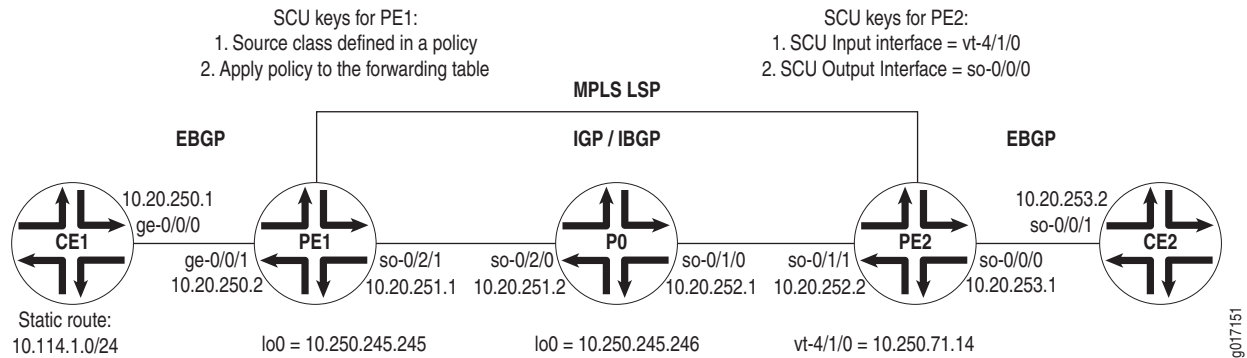 SCU keys for PE1:
1. Source class defined in a policy
2. Apply policy to the forwarding table
SCU keys for PE2:
1. SCU Input interface = vt-4/1/0
2. SCU Output Interface = so-0/0/0
MPLS LSP
EBGP
IGP / IBGP
EBGP
10.20.250.1
ge-0/0/0
CE1
ge-0/0/1
10.20.250.2
PE1
so-0/2/1
10.20.251.1
so-0/2/0
10.20.251.2
P0
so-0/1/0
10.20.252.1
so-0/1/1
10.20.252.2
PE2
so-0/0/0
10.20.253.1
10.20.253.2
so-0/0/1
CE2
Static route:
10.114.1.0/24
lo0 = 10.250.245.245
lo0 = 10.250.245.246
vt-4/1/0 = 10.250.71.14
g017151